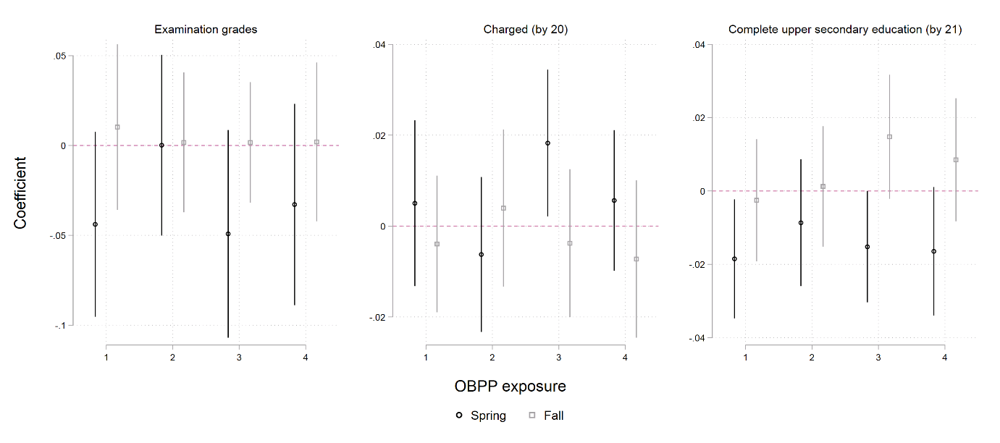 Examination grades
Charged (by 20)
Complete upper secondary education (by 21)
Coefficient
.05
0
-.05
-.1
1 2 3 4
.04
.02
0
-.02
1 2 3 4
.04
.02
0
-.02
-.04
1 2 3 4
OBPP exposure
Spring Fall